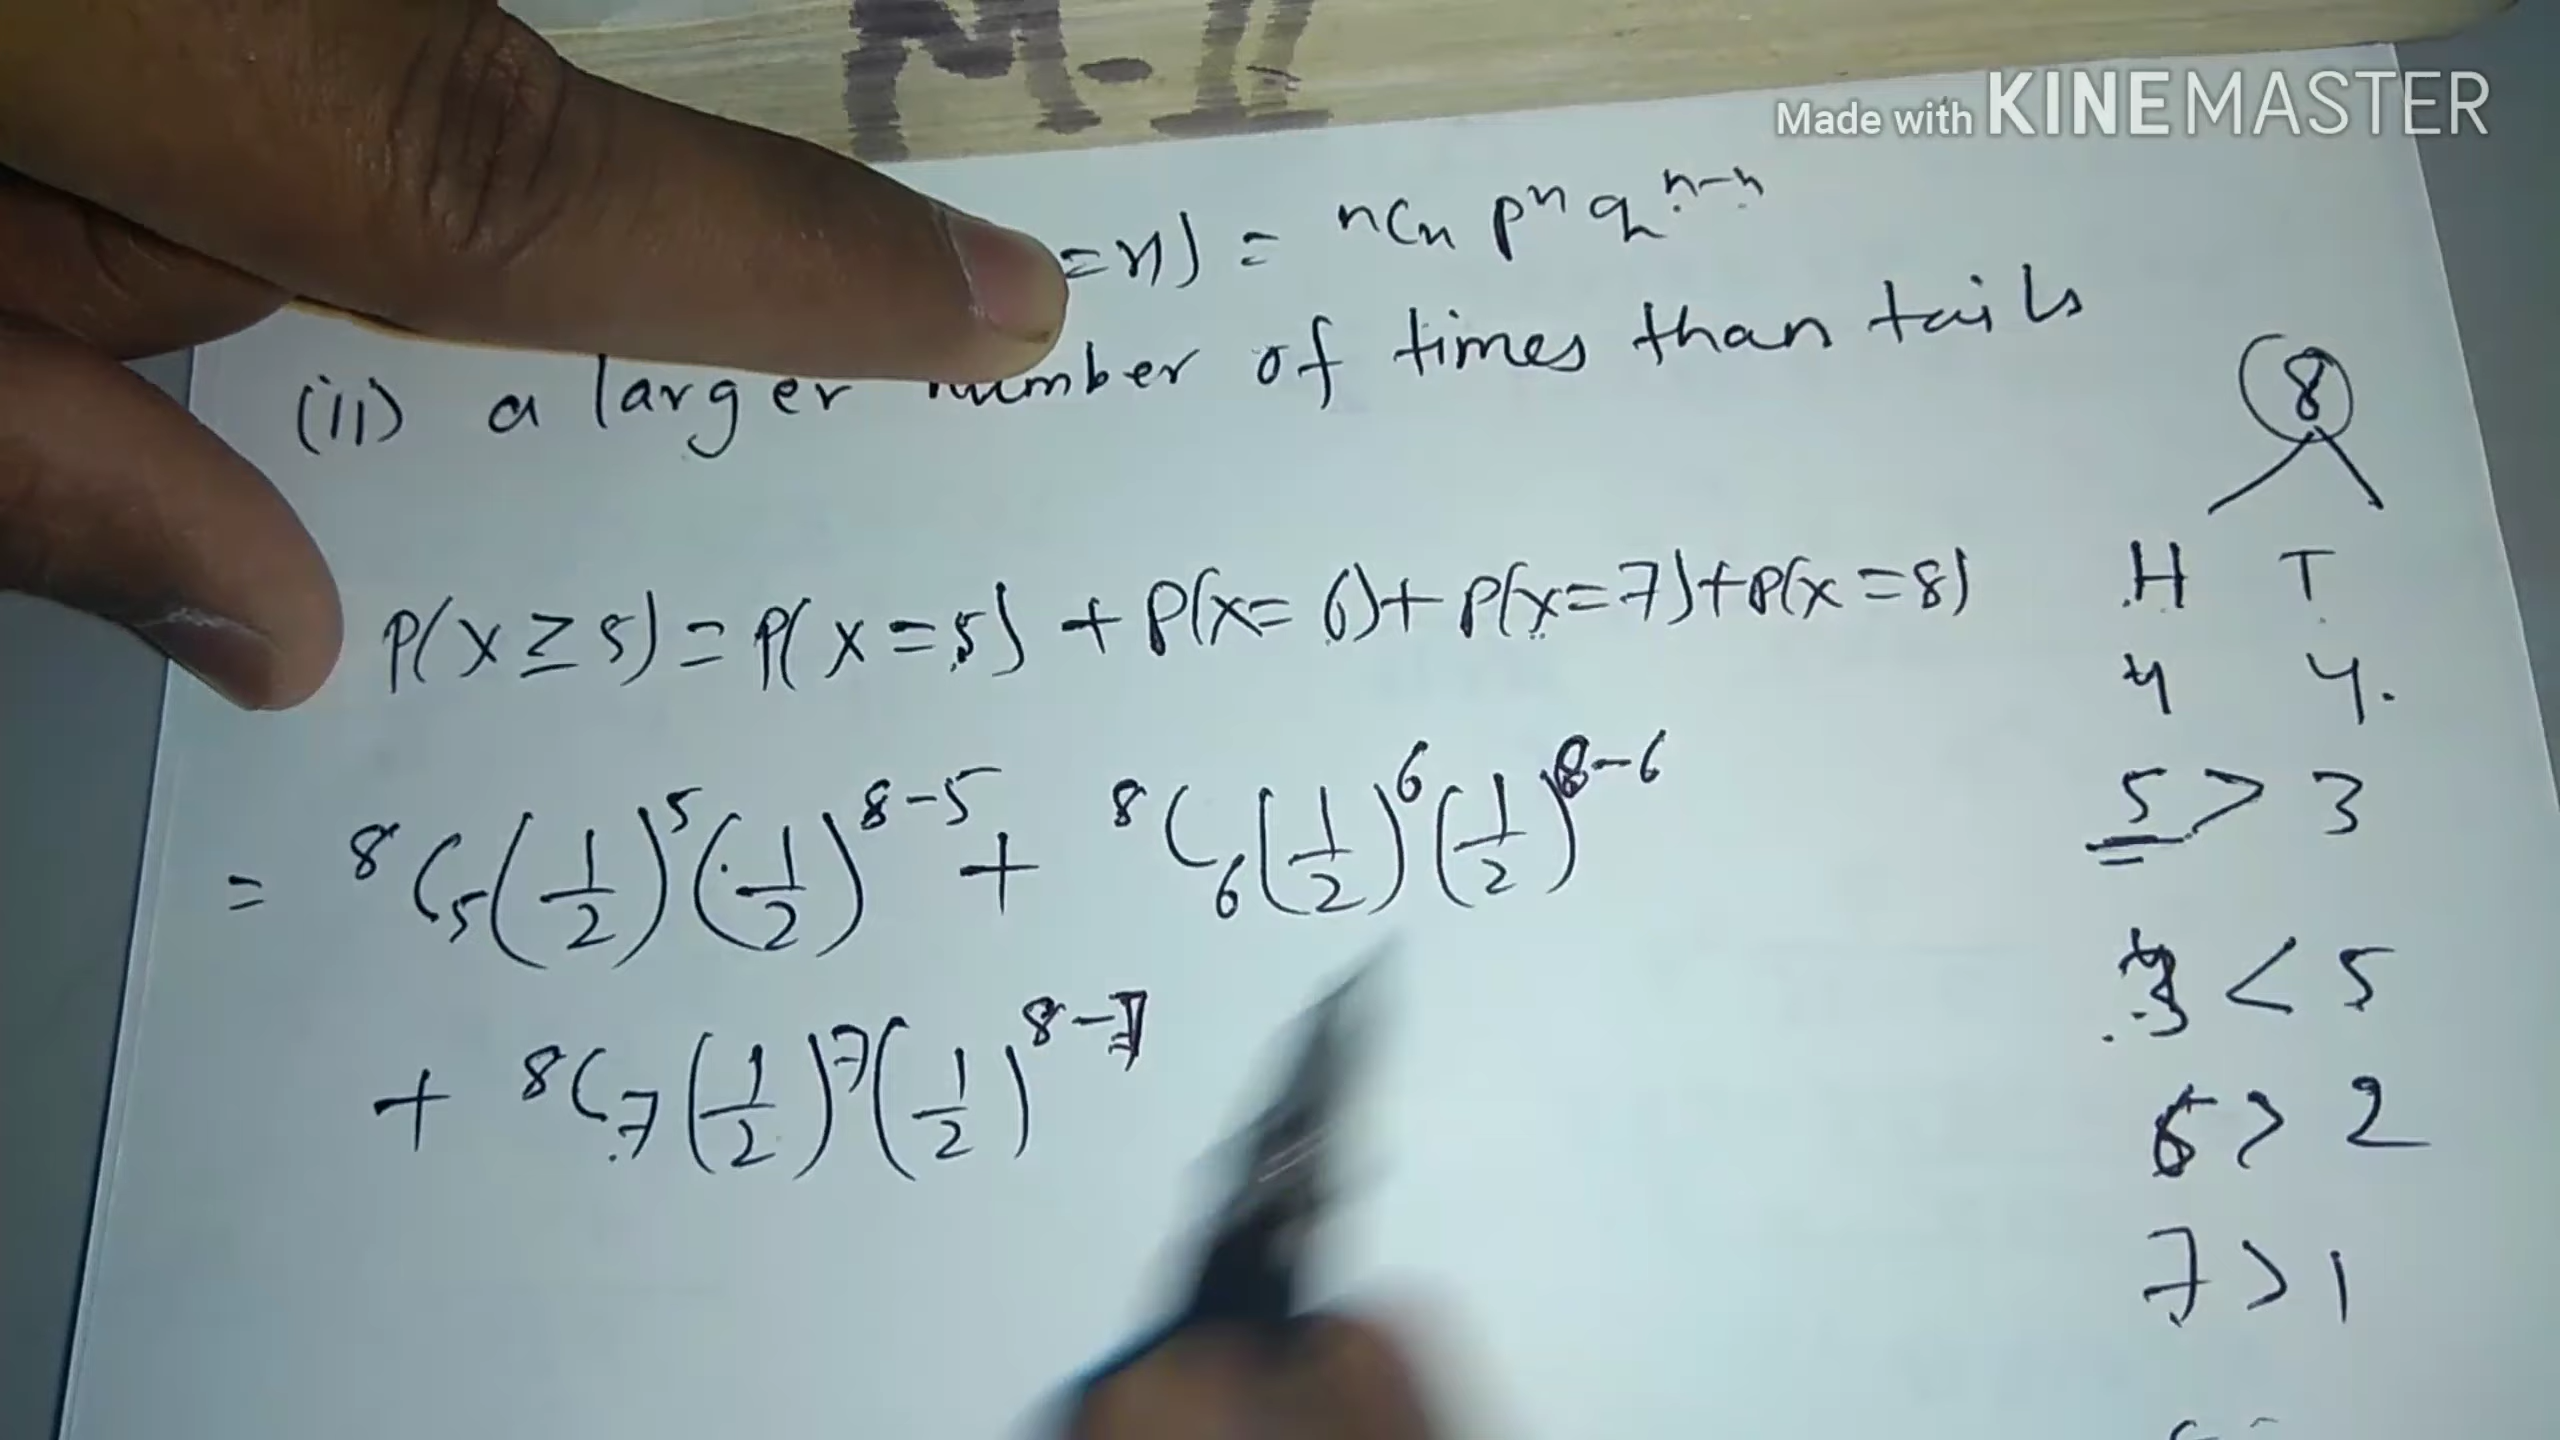 M-II
Made with KINEMASTER
=x) = nCx p^x q^n-x
(ii) a larger number of times than tails
8
H T
P(X ≥ 5) = P(X = 5) + P(X = 6) + P(X = 7) + P(X = 8)
4 4.
= 8C5 (1/2)^5 (1/2)^8-5 + 8C6 (1/2)^6 (1/2)^8-6
5 > 3
3 < 5
+ 8C7 (1/2)^7 (1/2)^8-7
6 > 2
7 > 1